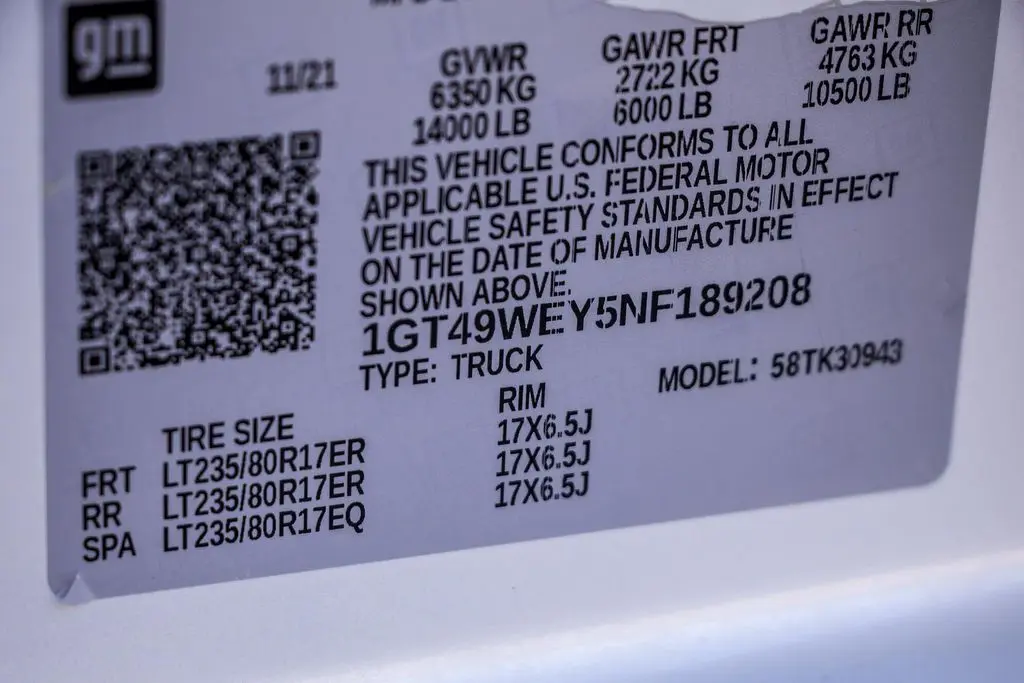 gm
11/21
GVWR
6350 KG
14000 LB
GAWR FRT
2722 KG
6000 LB
GAWR RR
4763 KG
10500 LB
THIS VEHICLE CONFORMS TO ALL
APPLICABLE U.S. FEDERAL MOTOR
VEHICLE SAFETY STANDARDS IN EFFECT
ON THE DATE OF MANUFACTURE
SHOWN ABOVE.
1GT49WEY5NF189208
TYPE: TRUCK
MODEL: 58TK30943
TIRE SIZE
RIM
FRT LT235/80R17ER 17X6.5J
RR LT235/80R17ER 17X6.5J
SPA LT235/80R17EQ 17X6.5J